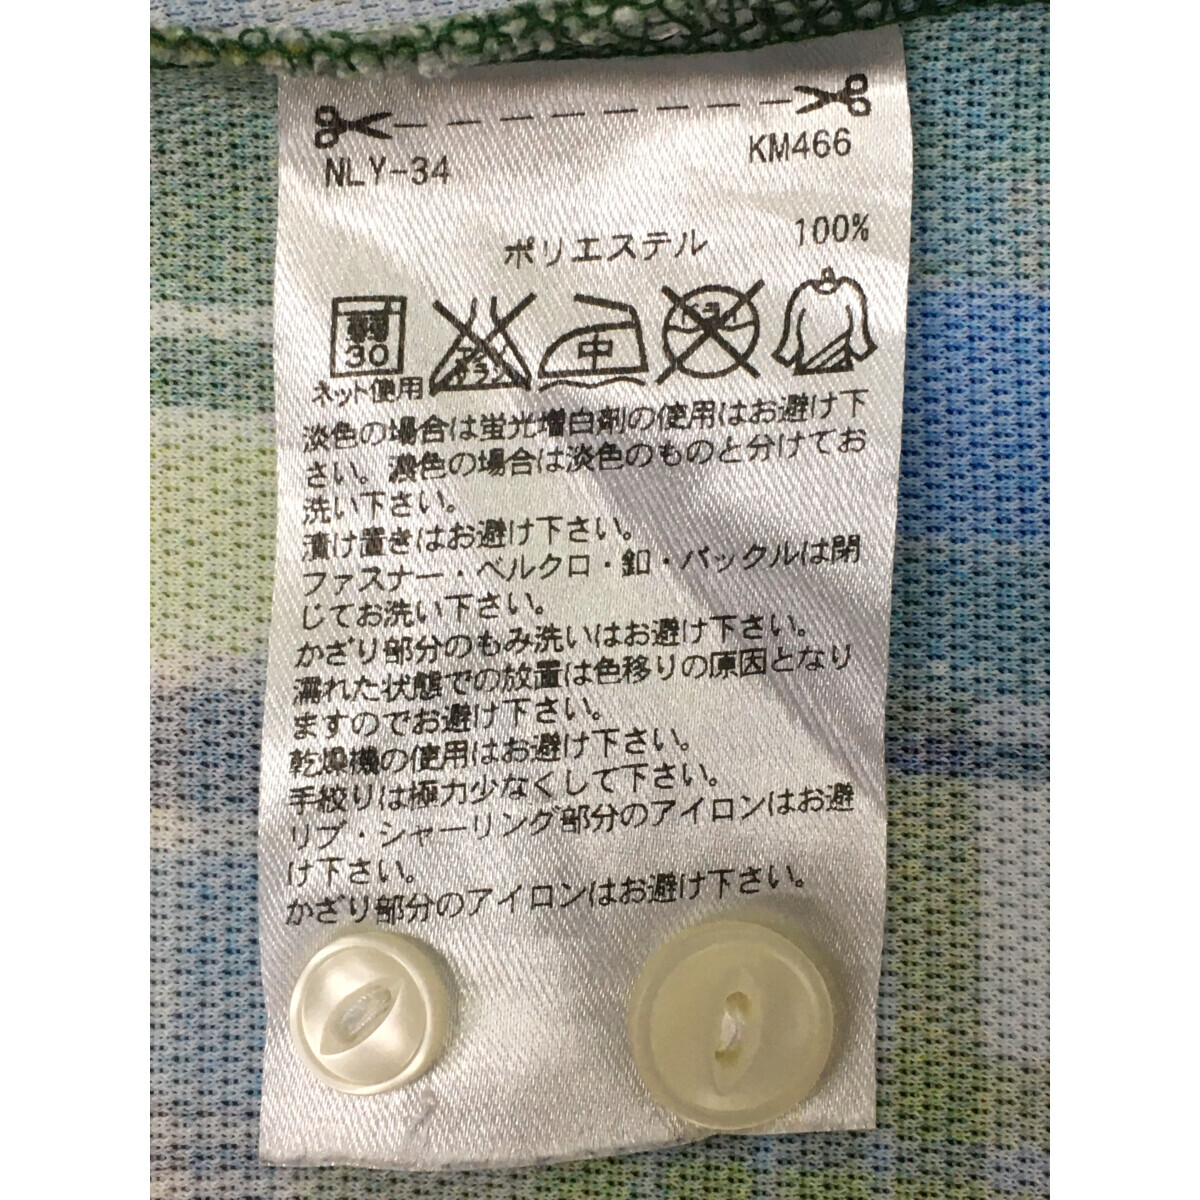 NLY-34 KM466
ポリエステル 100%
弱 30 エンソ サラシ 中 ドライ
ネット使用
淡色の場合は蛍光増白剤の使用はお避け下
さい。濃色の場合は淡色のものと分けてお
洗い下さい。
漬け置きはお避け下さい。
ファスナー・ベルクロ・釦・バックルは閉
じてお洗い下さい。
かざり部分のもみ洗いはお避け下さい。
濡れた状態での放置は色移りの原因となり
ますのでお避け下さい。
乾燥機の使用はお避け下さい。
手絞りは極力少なくして下さい。
リブ・シャーリング部分のアイロンはお避
け下さい。
かざり部分のアイロンはお避け下さい。